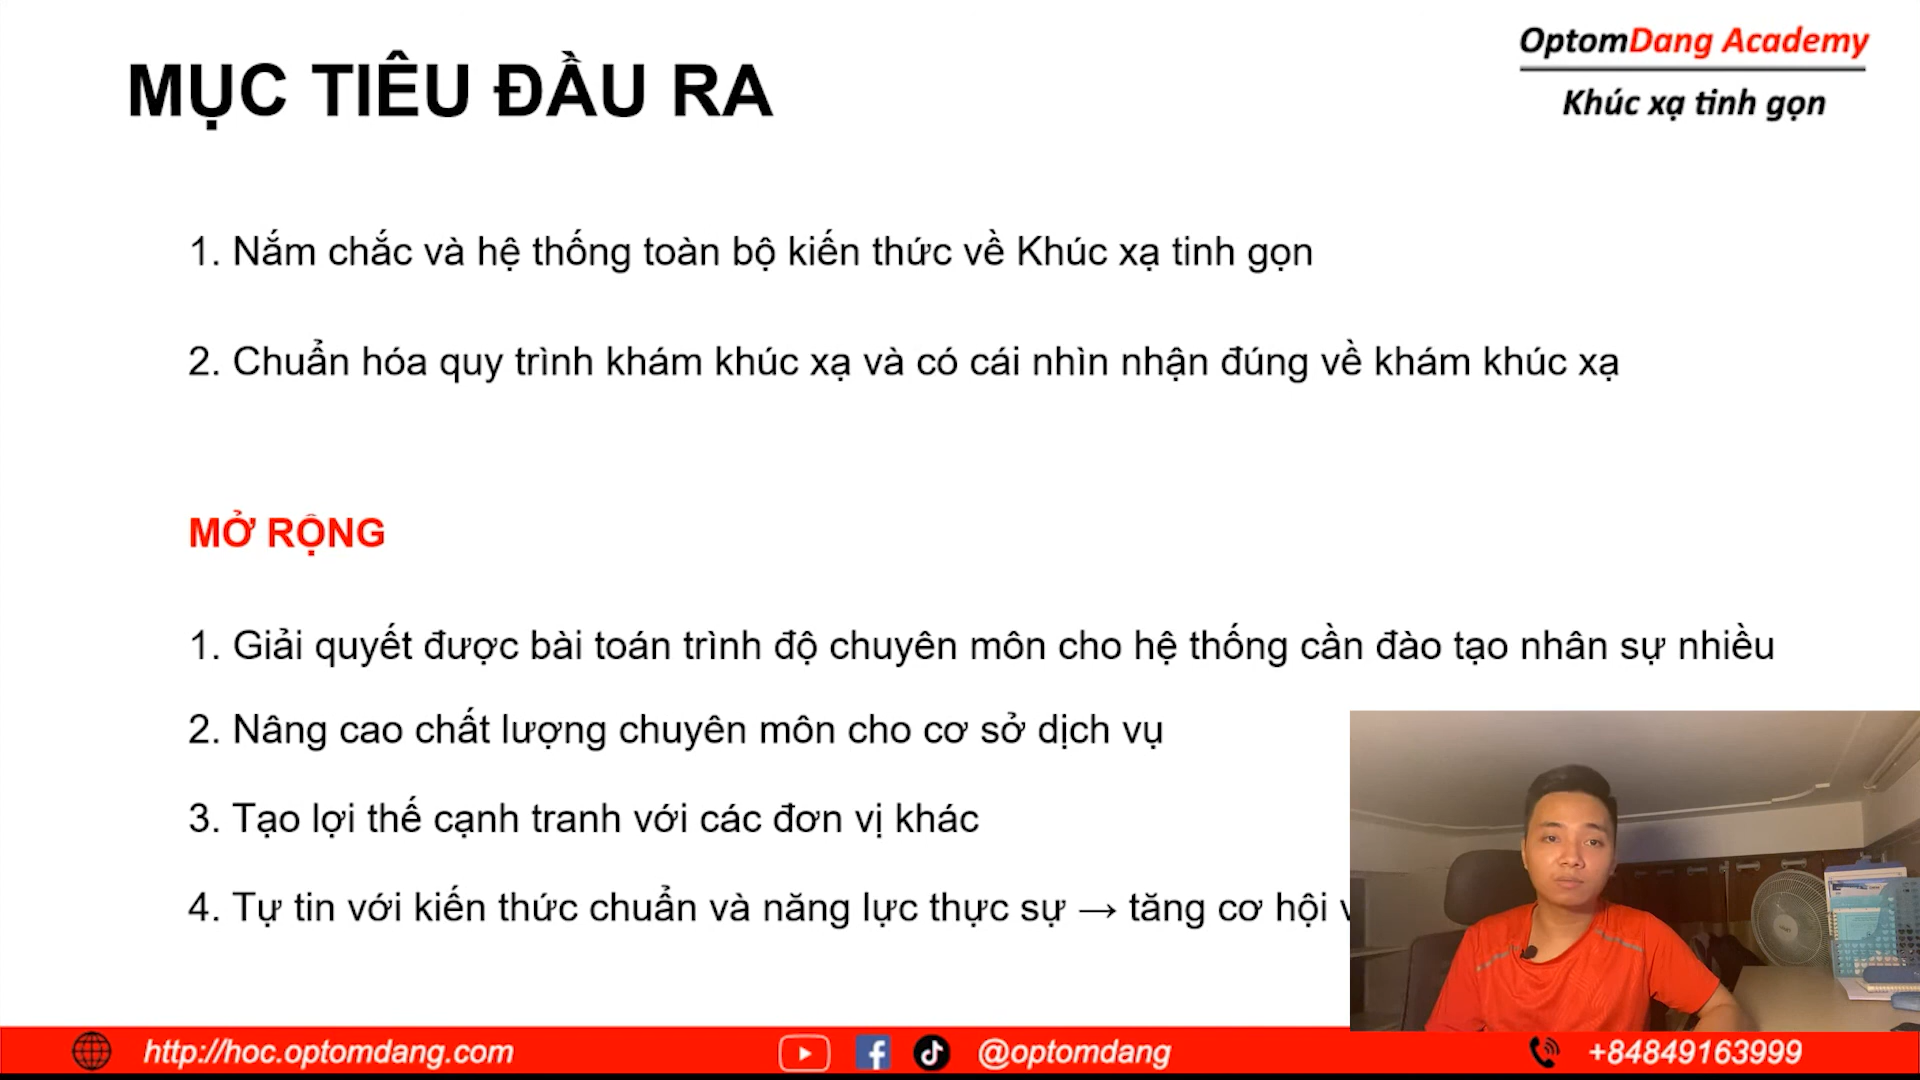 OptomDang Academy
Khúc xạ tinh gọn
MỤC TIÊU ĐẦU RA
1. Nắm chắc và hệ thống toàn bộ kiến thức về Khúc xạ tinh gọn
2. Chuẩn hóa quy trình khám khúc xạ và có cái nhìn nhận đúng về khám khúc xạ
MỞ RỘNG
1. Giải quyết được bài toán trình độ chuyên môn cho hệ thống cần đào tạo nhân sự nhiều
2. Nâng cao chất lượng chuyên môn cho cơ sở dịch vụ
3. Tạo lợi thế cạnh tranh với các đơn vị khác
4. Tự tin với kiến thức chuẩn và năng lực thực sự → tăng cơ hội
http://hoc.optomdang.com
@optomdang
+84849163999